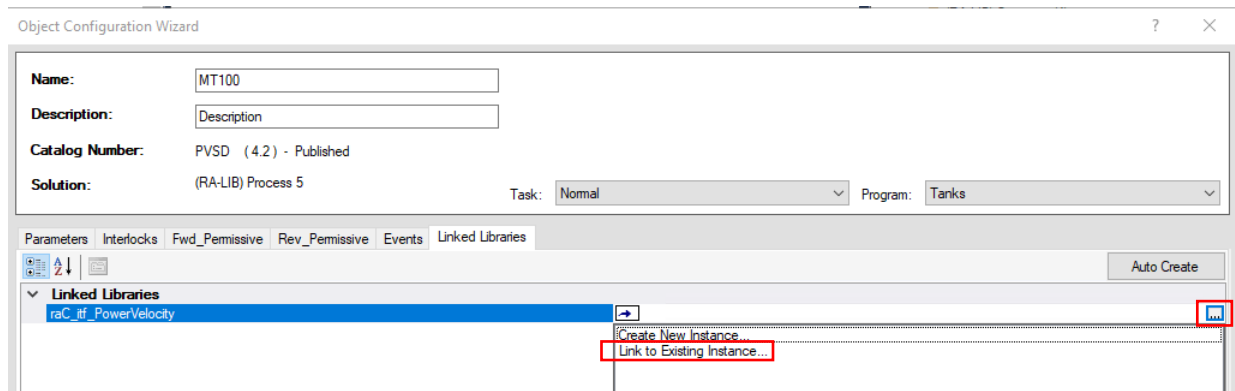 Object Configuration Wizard ? ×
Name: MT100
Description: Description
Catalog Number: PVSD (4.2) - Published
Solution: (RA-LIB) Process 5 Task: Normal Program: Tanks
Parameters Interlocks Fwd_Permissive Rev_Permissive Events Linked Libraries
Auto Create
Linked Libraries
raC_itf_PowerVelocity ...
Create New Instance...
Link to Existing Instance...